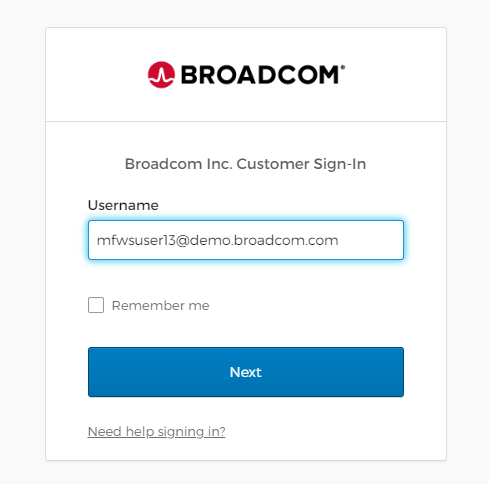 BROADCOM®
Broadcom Inc. Customer Sign-In
Username
mfwsuser13@demo.broadcom.com
Remember me
Next
Need help signing in?